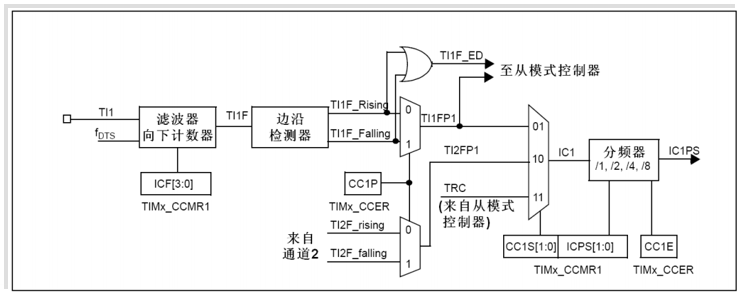 TI1F_ED
至从模式控制器
TI1
fDTS
滤波器
向下计数器
TI1F
边沿
检测器
TI1F_Rising
TI1F_Falling
0
1
TI1FP1
01
TI2FP1
10
TRC
11
(来自从模式
控制器)
IC1
分频器
/1, /2, /4, /8
IC1PS
ICF[3:0]
TIMx_CCMR1
CC1P
TIMx_CCER
来自
通道2
TI2F_rising
TI2F_falling
0
1
CC1S[1:0]
ICPS[1:0]
TIMx_CCMR1
CC1E
TIMx_CCER